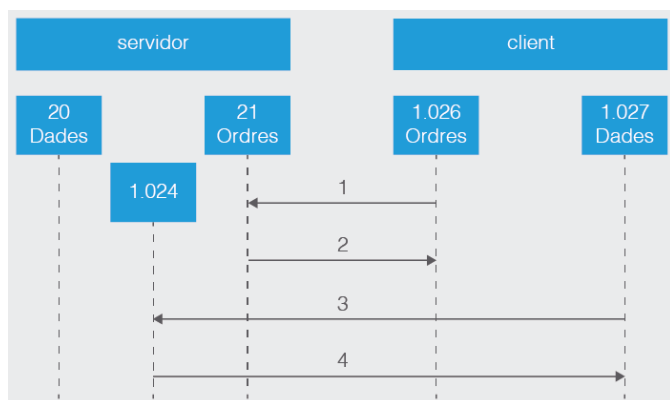 servidor
client
20
Dades
21
Ordres
1.026
Ordres
1.027
Dades
1.024
1
2
3
4